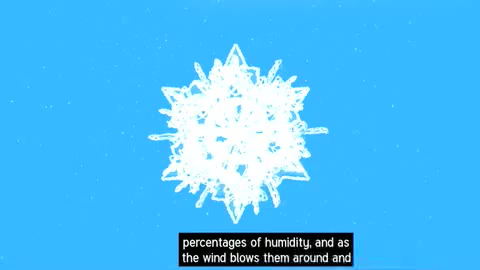 percentages of humidity, and as
the wind blows them around and